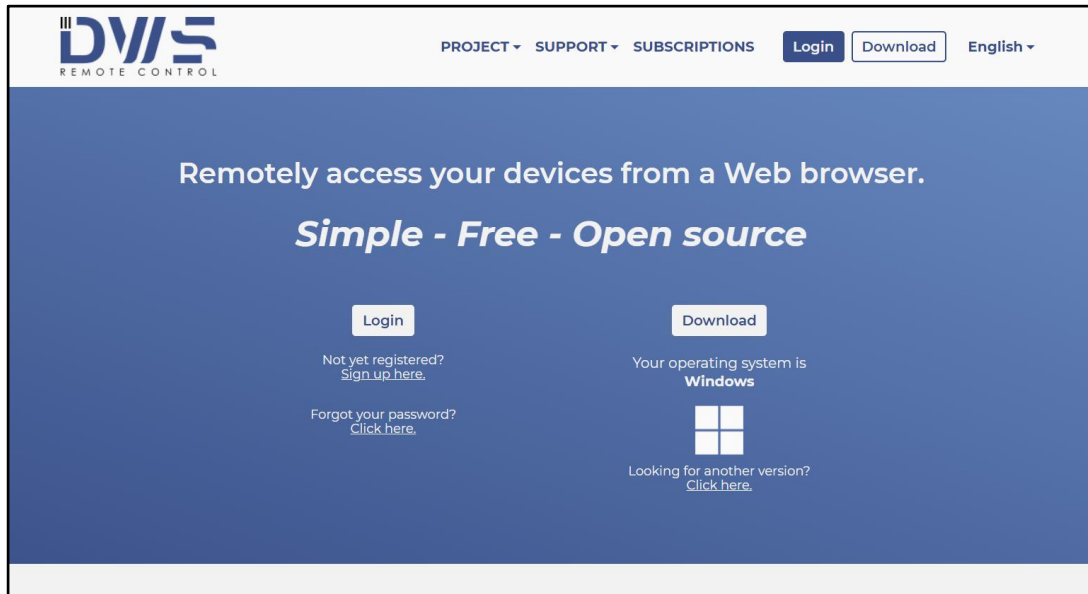 DWS
REMOTE CONTROL
PROJECT SUPPORT SUBSCRIPTIONS Login Download English
Remotely access your devices from a Web browser.
Simple - Free - Open source
Login
Not yet registered?
Sign up here.
Forgot your password?
Click here.
Download
Your operating system is
Windows
Looking for another version?
Click here.